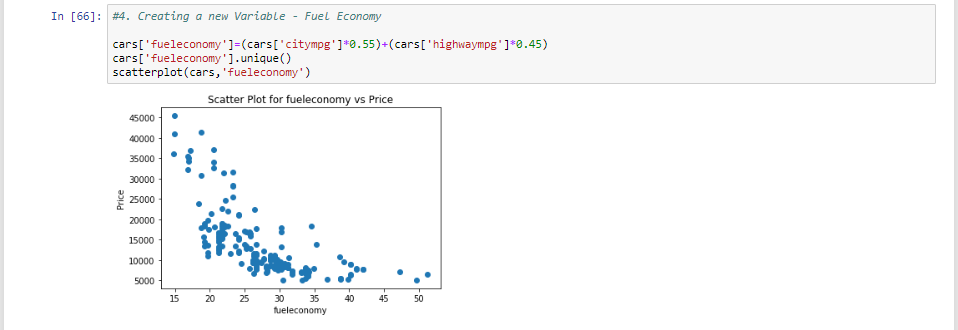 In [66]: #4. Creating a new Variable - Fuel Economy
cars['fueleconomy']=(cars['citympg']*0.55)+(cars['highwaympg']*0.45)
cars['fueleconomy'].unique()
scatterplot(cars,'fueleconomy')
Scatter Plot for fueleconomy vs Price
45000
40000
35000
30000
25000
20000
15000
10000
5000
Price
15 20 25 30 35 40 45 50
fueleconomy